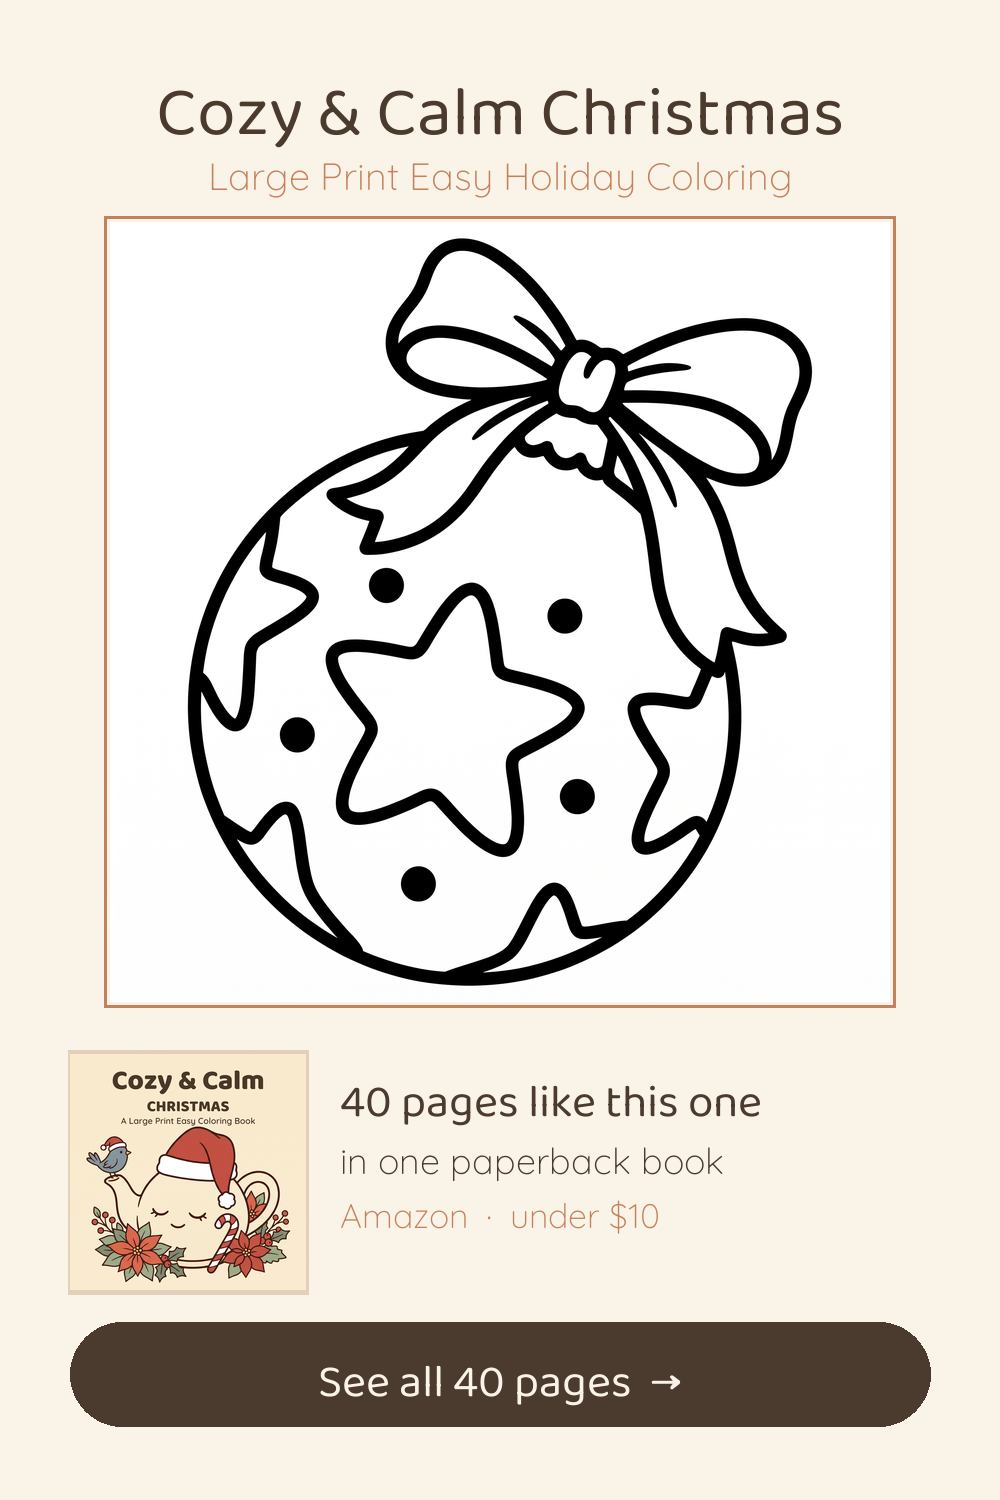 Cozy & Calm Christmas
Large Print Easy Holiday Coloring
Cozy & Calm
CHRISTMAS
A Large Print Easy Coloring Book
40 pages like this one
in one paperback book
Amazon · under $10
See all 40 pages →